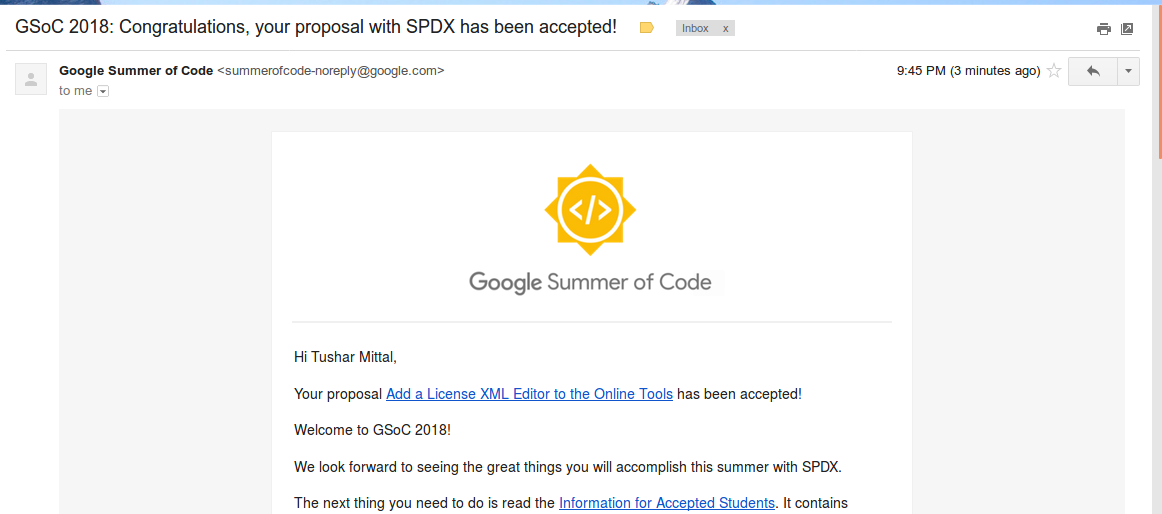 GSoC 2018: Congratulations, your proposal with SPDX has been accepted! Inbox x
Google Summer of Code <summerofcode-noreply@google.com> 9:45 PM (3 minutes ago)
to me
</>
Google Summer of Code
Hi Tushar Mittal,
Your proposal Add a License XML Editor to the Online Tools has been accepted!
Welcome to GSoC 2018!
We look forward to seeing the great things you will accomplish this summer with SPDX.
The next thing you need to do is read the Information for Accepted Students. It contains